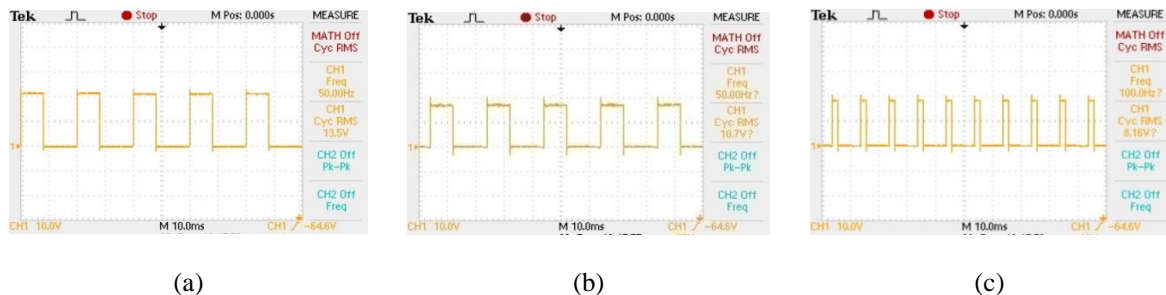 Tek Stop M Pos: 0.000s MEASURE
MATH Off
Cyc RMS
CH1
Freq
50.00Hz
CH1
Cyc RMS
13.5V
CH2 Off
Pk-Pk
CH2 Off
Freq
1
CH1 10.0V M 10.0ms CH1 -64.6V
(a)
Tek Stop M Pos: 0.000s MEASURE
MATH Off
Cyc RMS
CH1
Freq
50.00Hz?
CH1
Cyc RMS
10.7V?
CH2 Off
Pk-Pk
CH2 Off
Freq
1
CH1 10.0V M 10.0ms CH1 -64.6V
(b)
Tek Stop M Pos: 0.000s MEASURE
MATH Off
Cyc RMS
CH1
Freq
100.0Hz?
CH1
Cyc RMS
8.16V?
CH2 Off
Pk-Pk
CH2 Off
Freq
1
CH1 10.0V M 10.0ms CH1 -64.6V
(c)